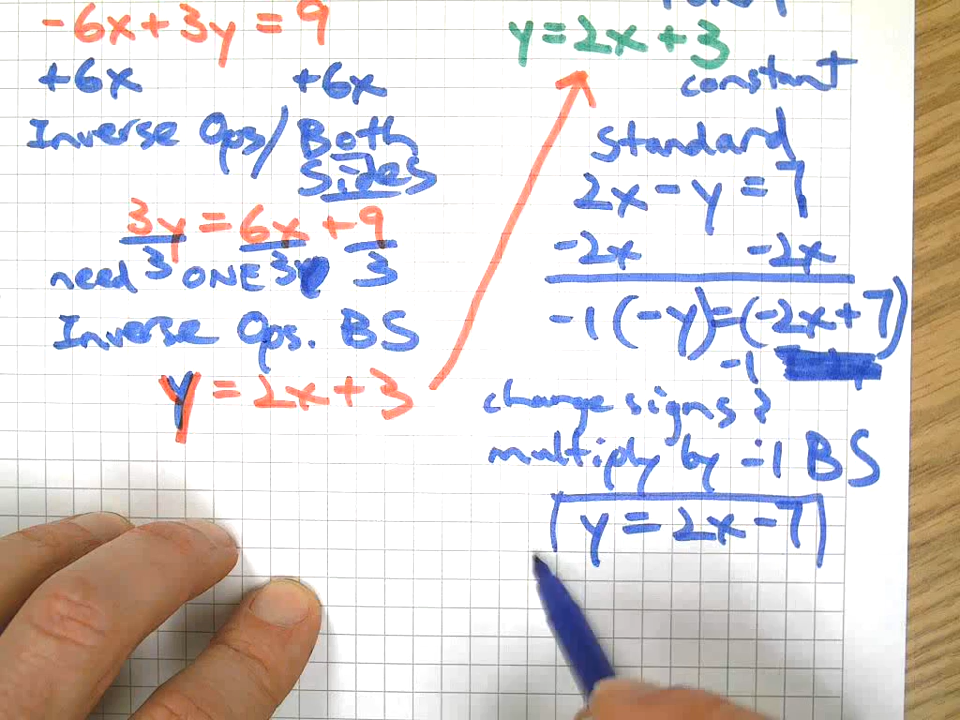 -6x+3y=9
+6x +6x
Inverse Ops/Both
Sides
3y=6x+9
3 3 3
need ONE y
Inverse Ops. BS
y=2x+3
y=2x+3
constant
standard
2x-y=7
-2x -2x
-1(-y)=(-2x+7)
-1
change signs?
multiply by -1 BS
y=2x-7